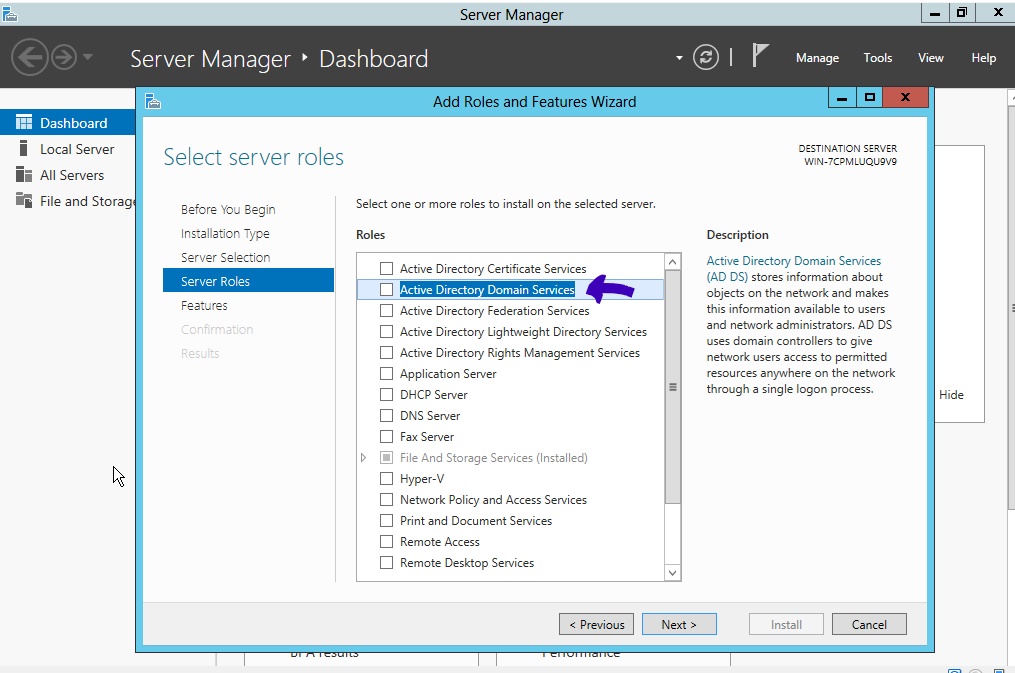 Server Manager
Server Manager ‣ Dashboard
Manage Tools View Help
Dashboard
Local Server
All Servers
File and Storage
Add Roles and Features Wizard
Select server roles
DESTINATION SERVER
WIN-7CPMLUQU9V9
Before You Begin
Installation Type
Server Selection
Server Roles
Features
Confirmation
Results
Select one or more roles to install on the selected server.
Roles
Active Directory Certificate Services
Active Directory Domain Services
Active Directory Federation Services
Active Directory Lightweight Directory Services
Active Directory Rights Management Services
Application Server
DHCP Server
DNS Server
Fax Server
File And Storage Services (Installed)
Hyper-V
Network Policy and Access Services
Print and Document Services
Remote Access
Remote Desktop Services
Description
Active Directory Domain Services
(AD DS) stores information about
objects on the network and makes
this information available to users
and network administrators. AD DS
uses domain controllers to give
network users access to permitted
resources anywhere on the network
through a single logon process.
Hide
< Previous Next > Install Cancel
BPA results Performance